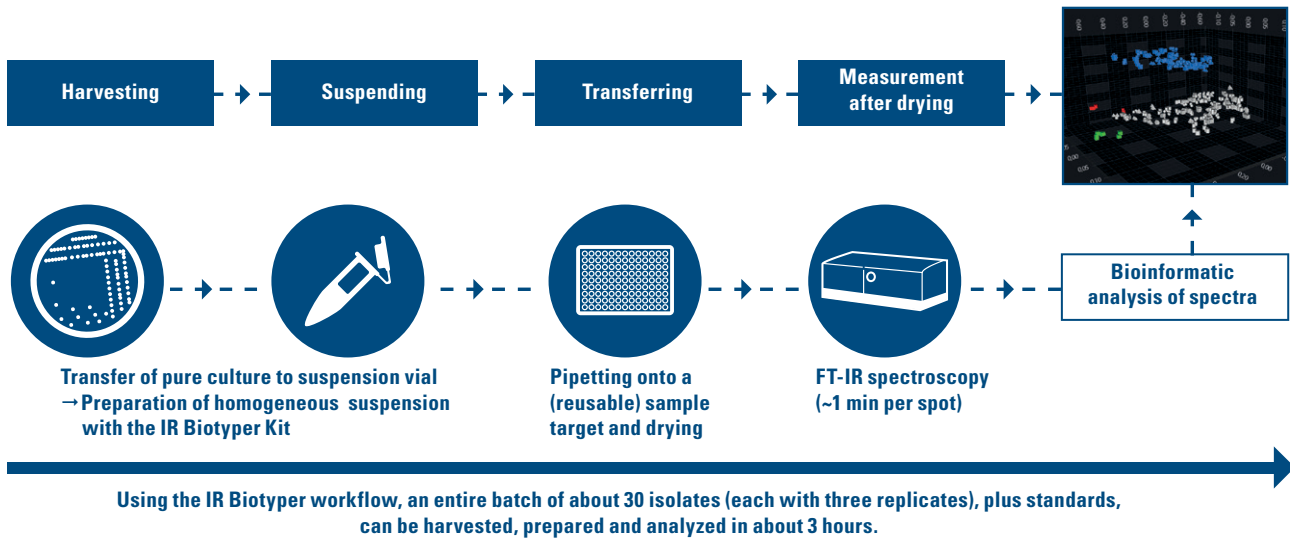 Harvesting
Suspending
Transferring
Measurement
after drying
Bioinformatic
analysis of spectra
Transfer of pure culture to suspension vial
→ Preparation of homogeneous suspension
with the IR Biotyper Kit
Pipetting onto a
(reusable) sample
target and drying
FT-IR spectroscopy
(~1 min per spot)
Using the IR Biotyper workflow, an entire batch of about 30 isolates (each with three replicates), plus standards,
can be harvested, prepared and analyzed in about 3 hours.